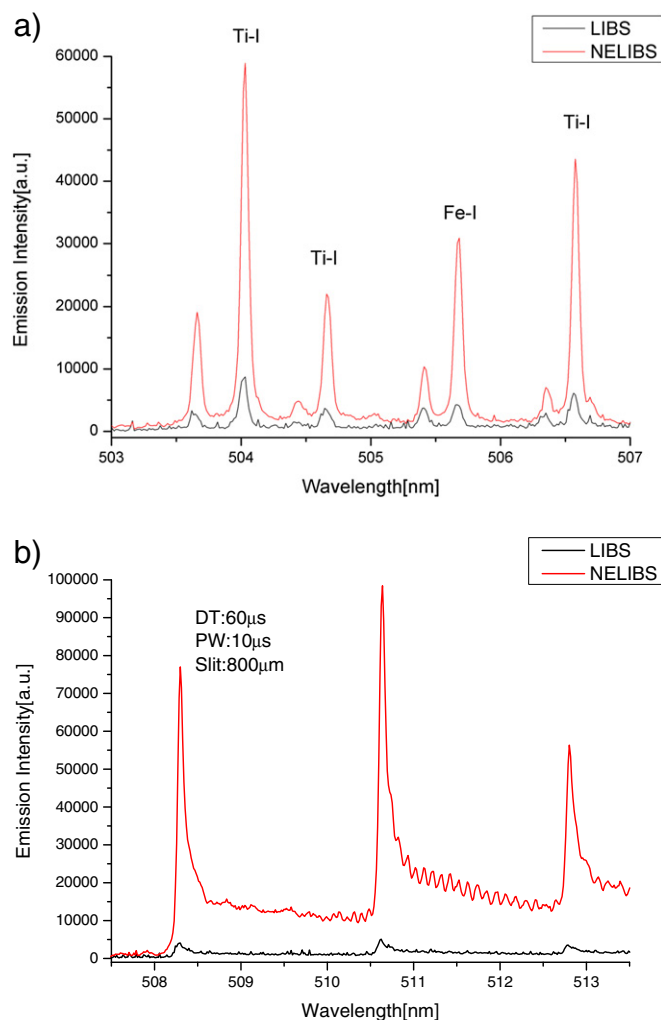 a)
LIBS
NELIBS
Ti-I
Ti-I
Fe-I
Ti-I
60000
50000
40000
30000
20000
10000
0
Emission Intensity[a.u.]
503 504 505 506 507
Wavelength[nm]
b)
LIBS
NELIBS
DT:60μs
PW:10μs
Slit:800μm
100000
90000
80000
70000
60000
50000
40000
30000
20000
10000
0
Emission Intensity[a.u.]
508 509 510 511 512 513
Wavelength[nm]